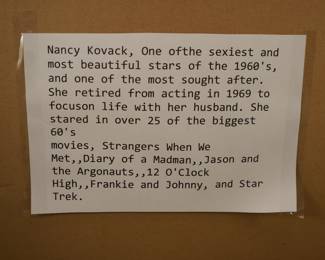 Nancy Kovack, One ofthe sexiest and
most beautiful stars of the 1960's,
and one of the most sought after.
She retired from acting in 1969 to
focuson life with her husband. She
stared in over 25 of the biggest
60's
movies, Strangers When We
Met,,Diary of a Madman,,Jason and
the Argonauts,,12 O'Clock
High,,Frankie and Johnny, and Star
Trek.